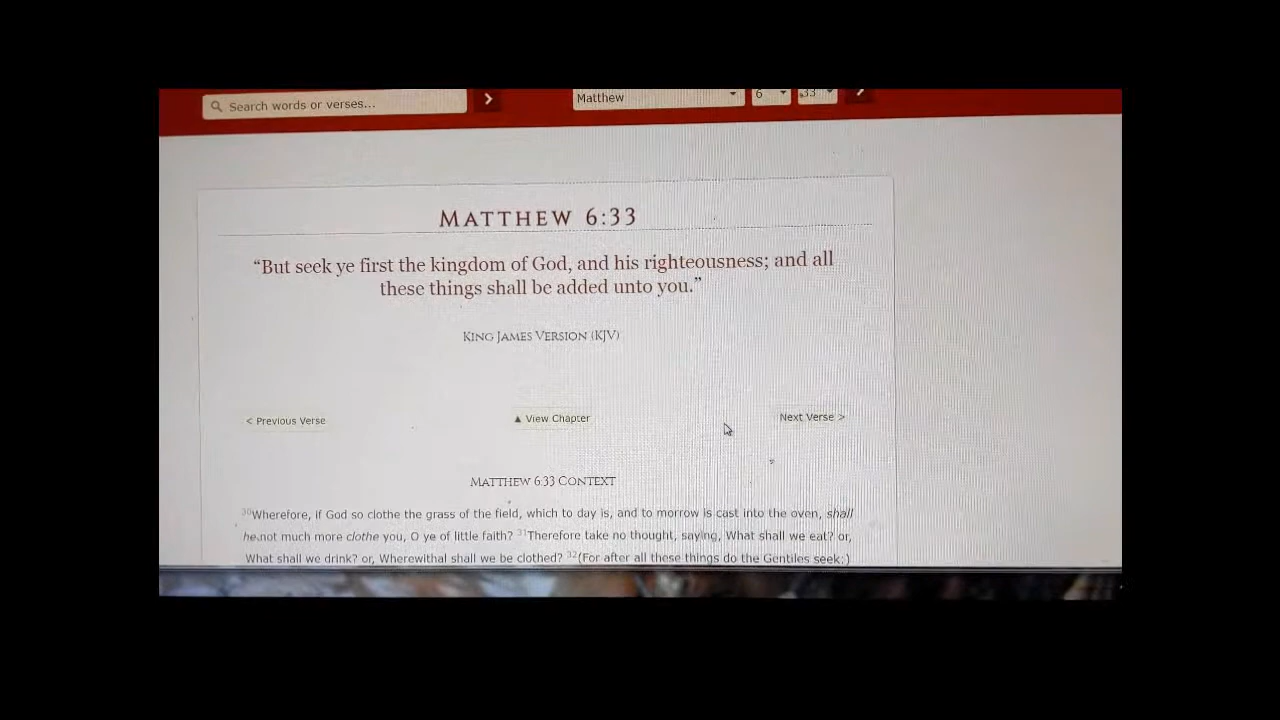 Search words or verses...
Matthew 6 33
MATTHEW 6:33
“But seek ye first the kingdom of God, and his righteousness; and all
these things shall be added unto you.”
KING JAMES VERSION (KJV)
< Previous Verse ▲ View Chapter Next Verse >
MATTHEW 6:33 CONTEXT
30Wherefore, if God so clothe the grass of the field, which to day is, and to morrow is cast into the oven, shall
he not much more clothe you, O ye of little faith? 31Therefore take no thought, saying, What shall we eat? or,
What shall we drink? or, Wherewithal shall we be clothed? 32(For after all these things do the Gentiles seek:)